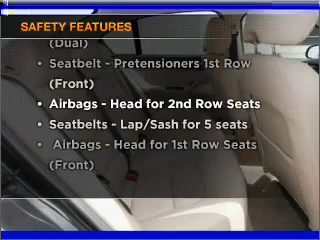 SAFETY FEATURES
(Dual)
• Seatbelt - Pretensioners 1st Row
(Front)
• Airbags - Head for 2nd Row Seats
• Seatbelts - Lap/Sash for 5 seats
• Airbags - Head for 1st Row Seats
(Front)